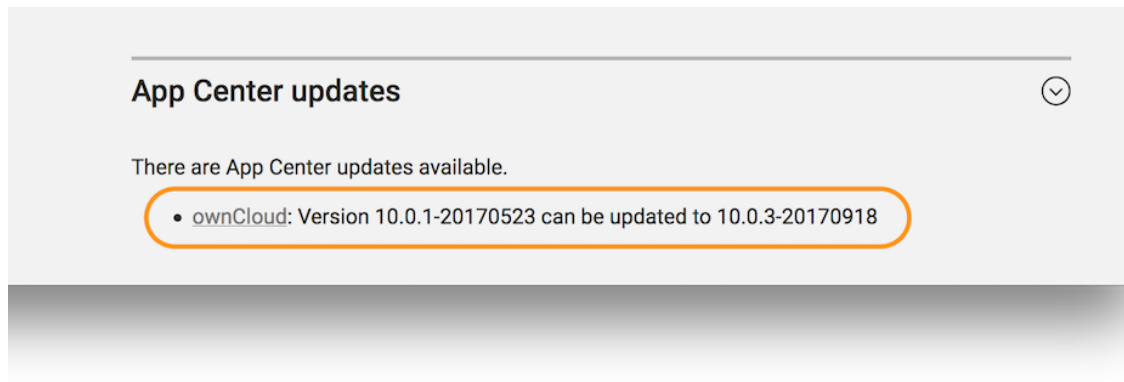 App Center updates
There are App Center updates available.
• ownCloud: Version 10.0.1-20170523 can be updated to 10.0.3-20170918